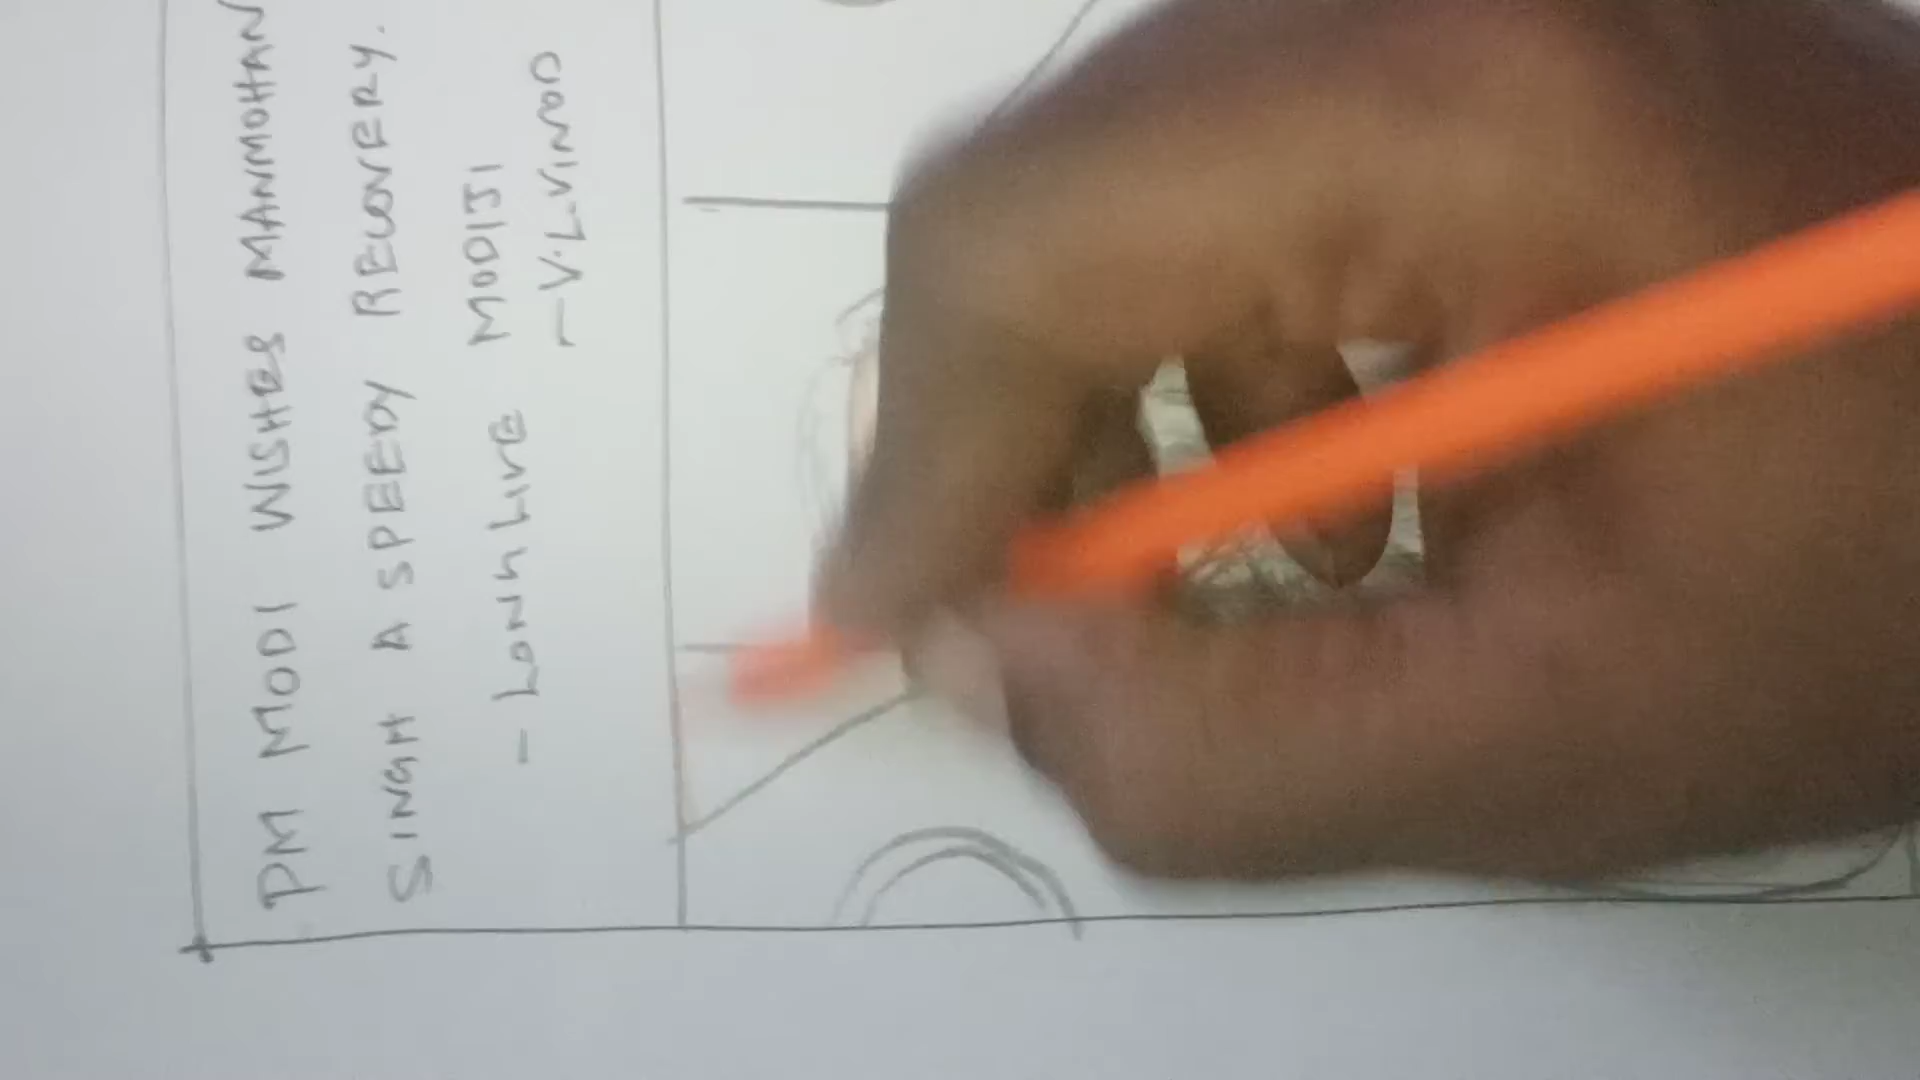 PM MODI WISHES MANMOHAN
SINGH A SPEEDY RECOVERY.
- LONG LIVE MODIJI
- V.L.VINOD